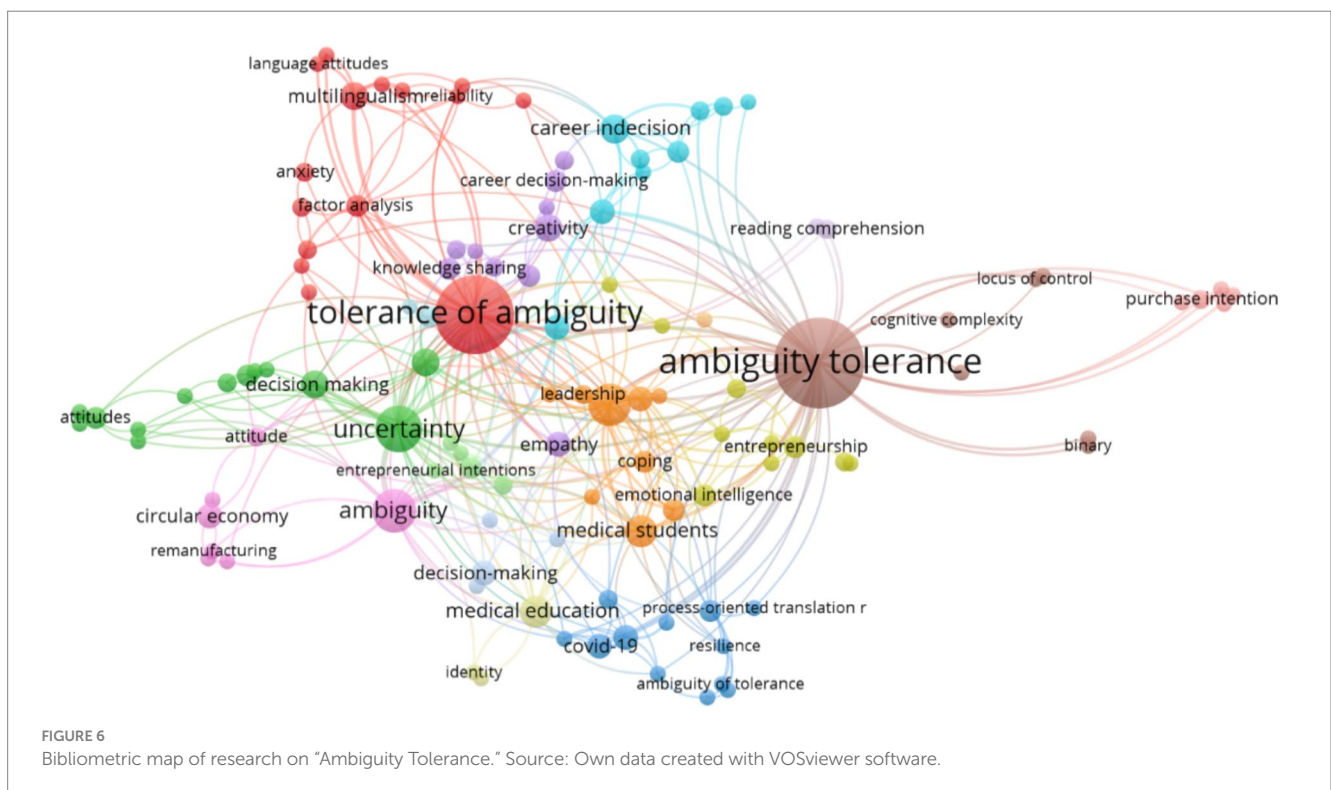 language attitudes
multilingualism
reliability
career indecision
anxiety
career decision-making
factor analysis
creativity
reading comprehension
knowledge sharing
locus of control
purchase intention
tolerance of ambiguity
cognitive complexity
ambiguity tolerance
decision making
leadership
attitudes
uncertainty
attitude
empathy
entrepreneurship
coping
entrepreneurial intentions
binary
emotional intelligence
ambiguity
circular economy
medical students
remanufacturing
decision-making
medical education
process-oriented translation r
covid-19
resilience
identity
ambiguity of tolerance
FIGURE 6
Bibliometric map of research on “Ambiguity Tolerance.” Source: Own data created with VOSviewer software.